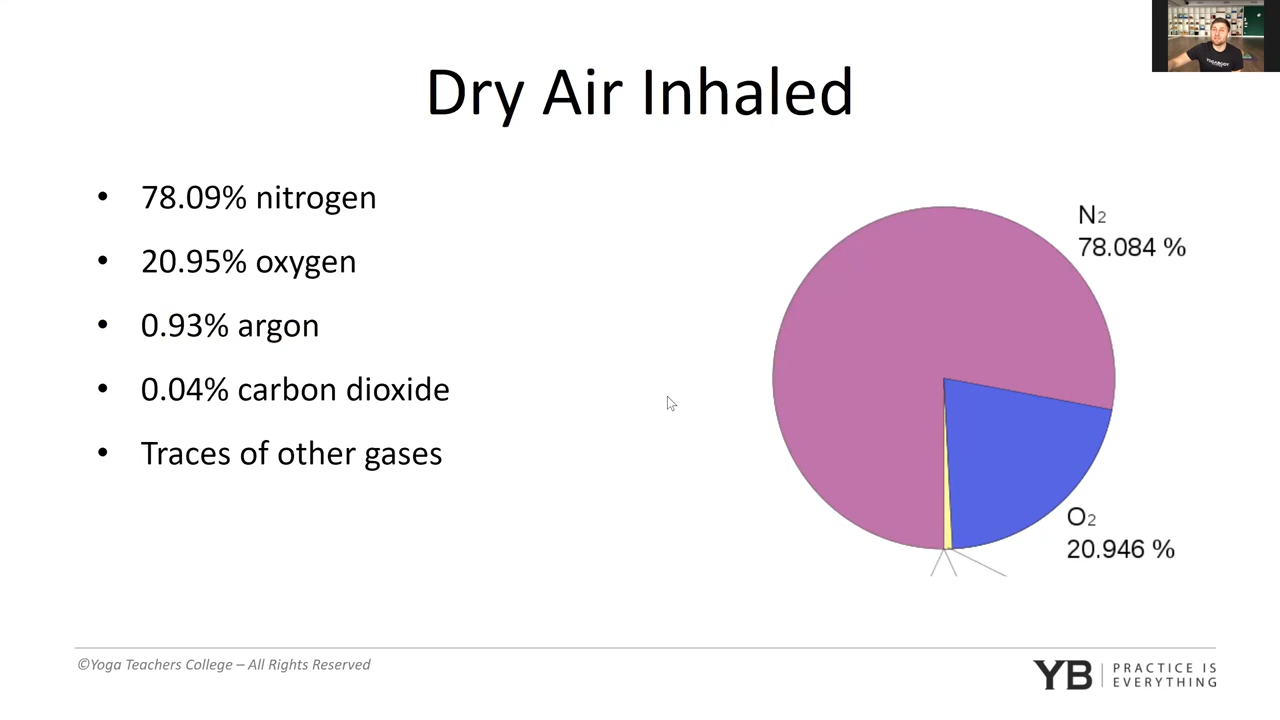 Dry Air Inhaled
• 78.09% nitrogen
• 20.95% oxygen
• 0.93% argon
• 0.04% carbon dioxide
• Traces of other gases
N2
78.084 %
O2
20.946 %
©Yoga Teachers College – All Rights Reserved
YB
PRACTICE IS
EVERYTHING